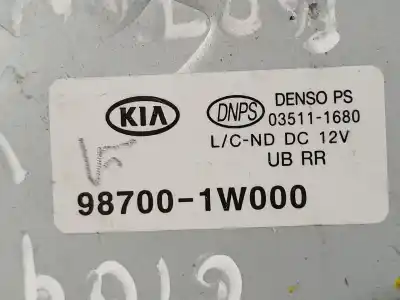 KIA
DNPS
DENSO PS
03511-1680
L/C-ND DC 12V
UB RR
98700-1W000